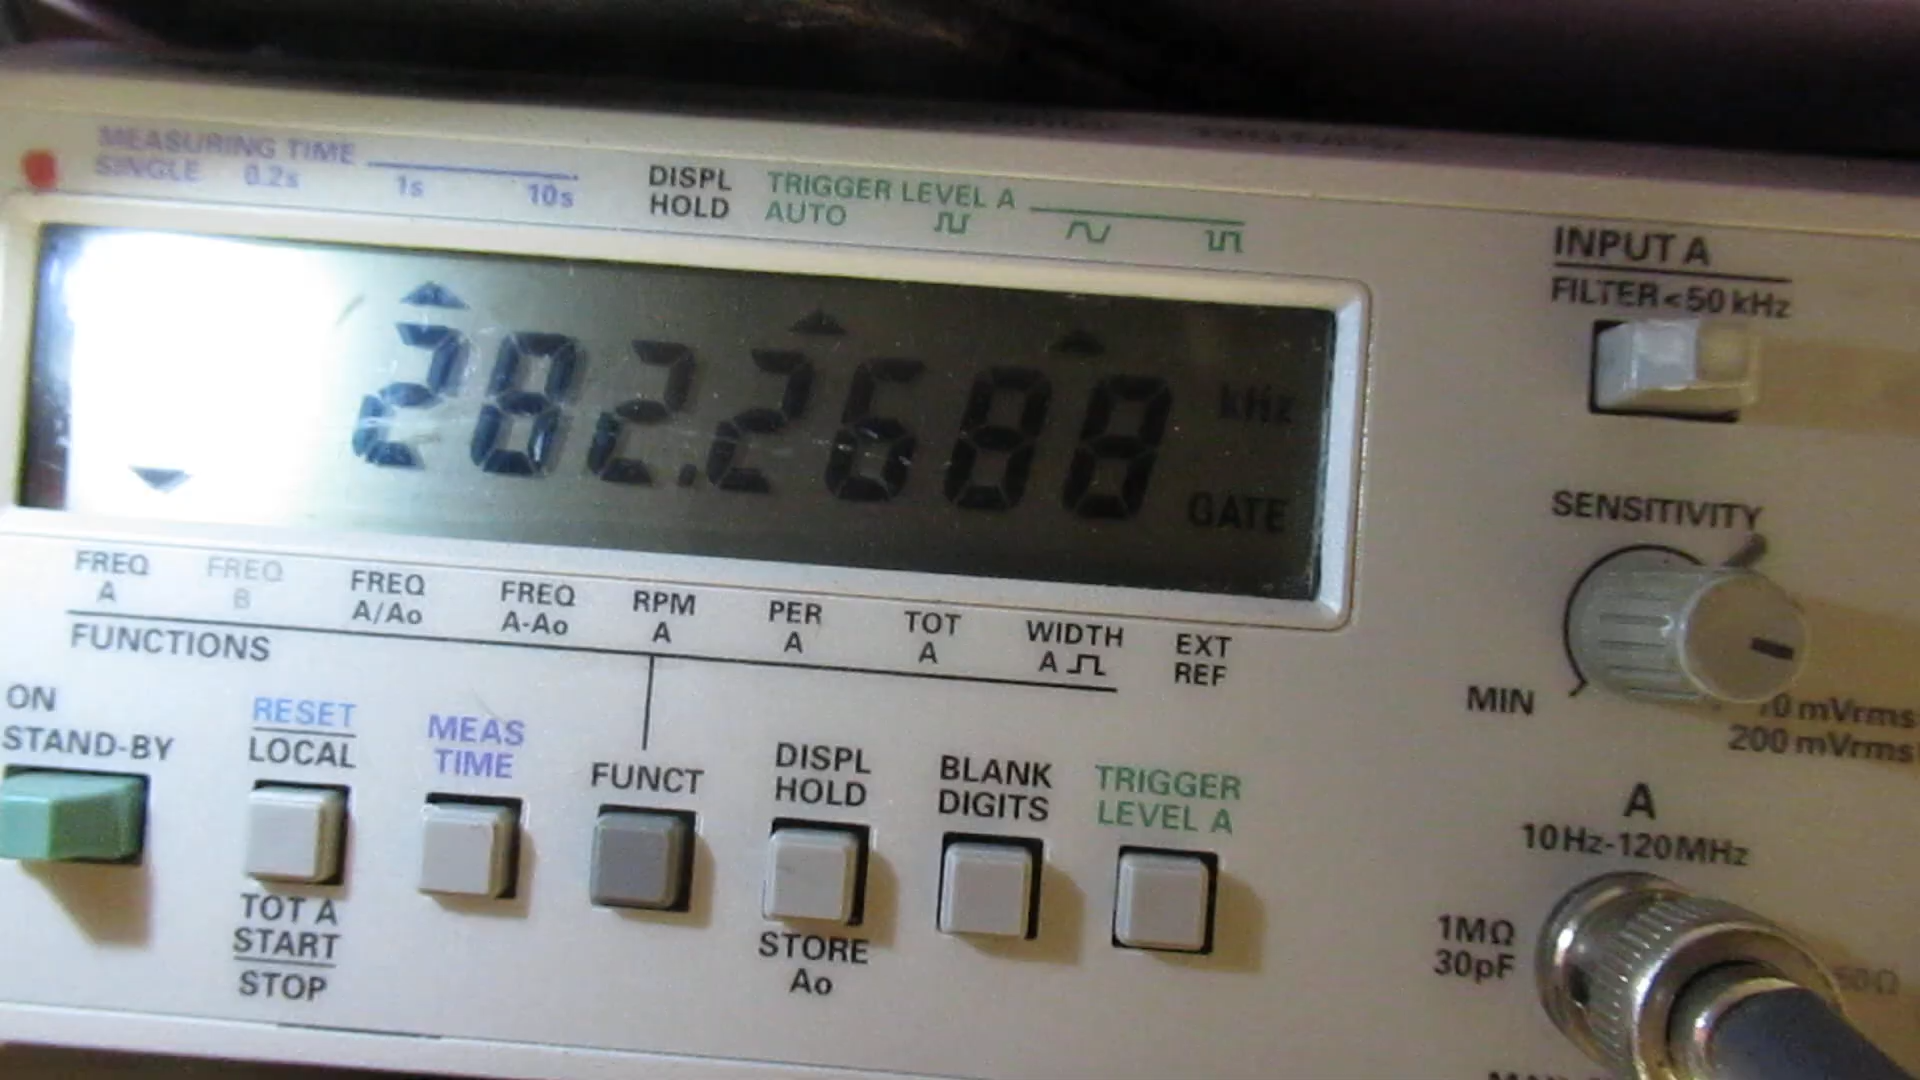 MEASURING TIME
SINGLE 0.2s 1s 10s
DISPL
HOLD
TRIGGER LEVEL A
AUTO
282.2688
kHz
GATE
INPUT A
FILTER<50 kHz
SENSITIVITY
MIN
200 mVrms
FREQ
A
FREQ
B
FREQ
A/Ao
FREQ
A-Ao
RPM
A
PER
A
TOT
A
WIDTH
A
EXT
REF
FUNCTIONS
ON
STAND-BY
RESET
LOCAL
MEAS
TIME
FUNCT
DISPL
HOLD
BLANK
DIGITS
TRIGGER
LEVEL A
TOT A
START
STOP
STORE
Ao
A
10Hz-120MHz
1MΩ
30pF